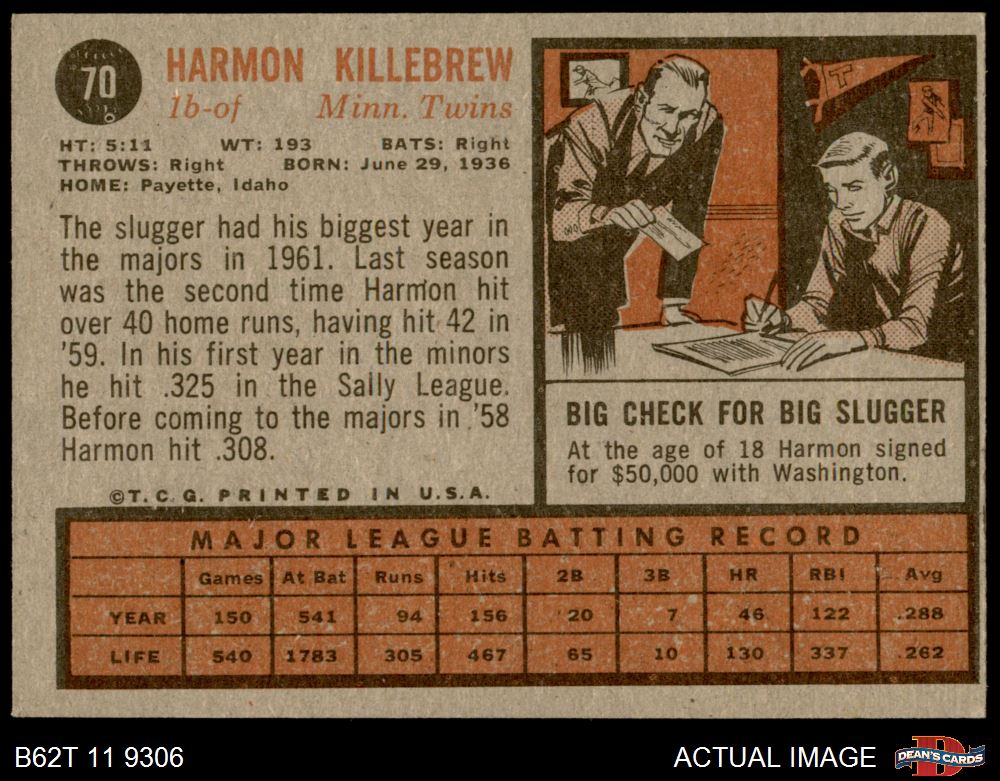 70
HARMON KILLEBREW
1b-of Minn. Twins
HT: 5:11 WT: 193 BATS: Right
THROWS: Right BORN: June 29, 1936
HOME: Payette, Idaho
The slugger had his biggest year in
the majors in 1961. Last season
was the second time Harmon hit
over 40 home runs, having hit 42 in
'59. In his first year in the minors
he hit .325 in the Sally League.
Before coming to the majors in '58
Harmon hit .308.
©T. C. G. PRINTED IN U.S.A.
T
BIG CHECK FOR BIG SLUGGER
At the age of 18 Harmon signed
for $50,000 with Washington.
MAJOR LEAGUE BATTING RECORD
Games At Bat Runs Hits 2B 3B HR RBI Avg
YEAR 150 541 94 156 20 7 46 122 .288
LIFE 540 1783 305 467 65 10 130 337 .262
B62T 11 9306
ACTUAL IMAGE
D
DEAN'S CARDS